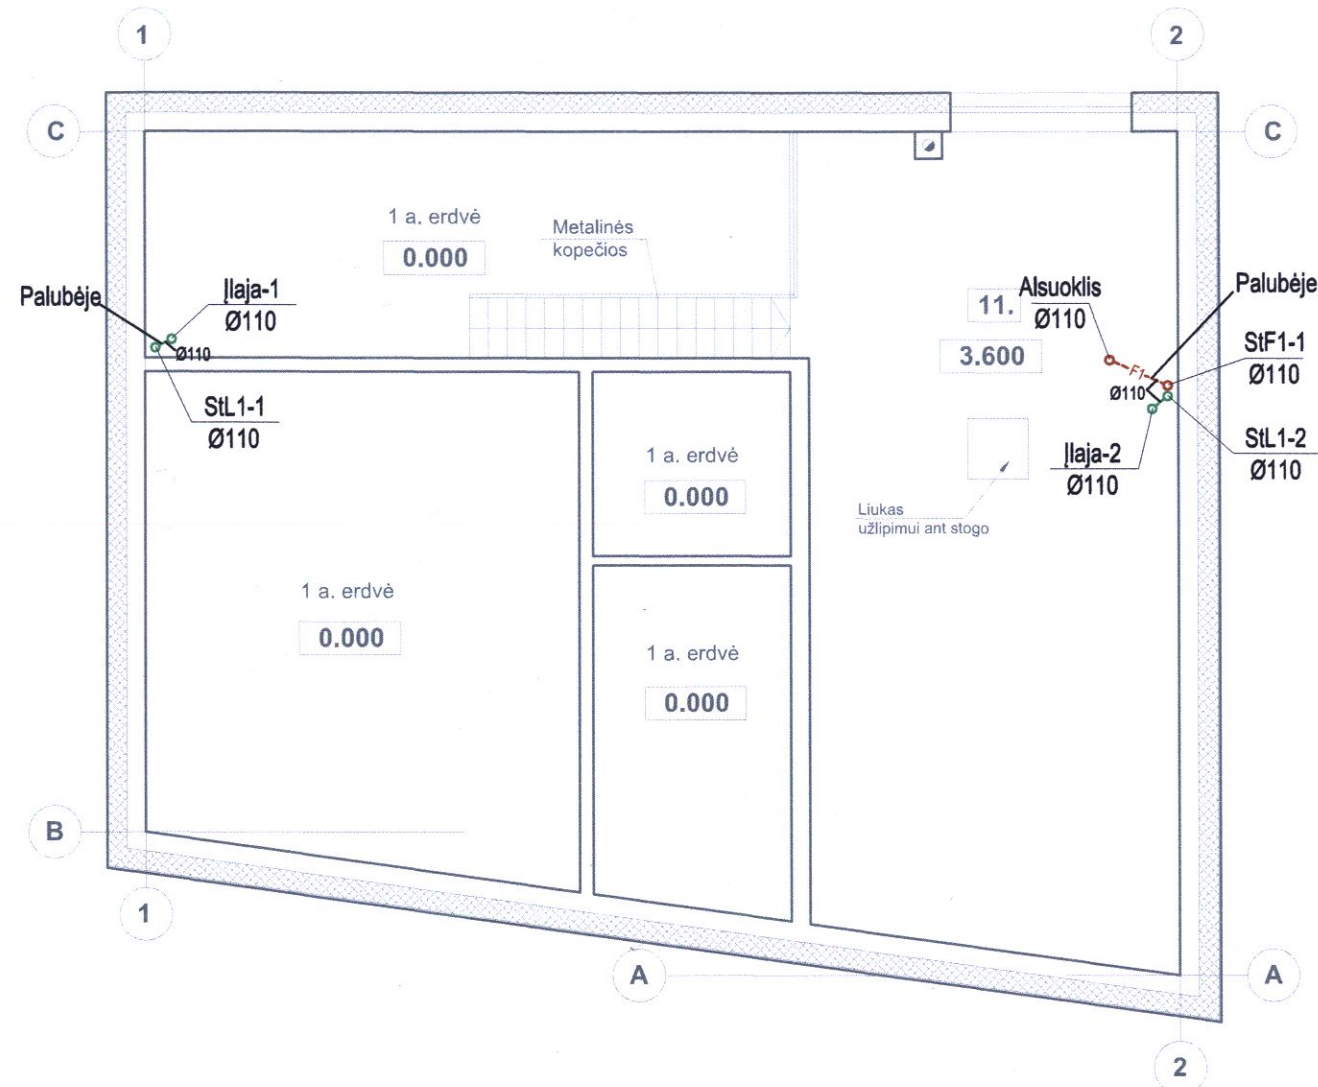 1
2
C
C
1 a. erdvė
0.000
Metalinės
kopečios
Palubėje
Įlaja-1
Ø110
Ø110
StL1-1
Ø110
11.
3.600
Alsuoklis
Ø110
Palubėje
F1
Ø110
StF1-1
Ø110
StL1-2
Ø110
Įlaja-2
Ø110
Liukas
užlipimui ant stogo
1 a. erdvė
0.000
1 a. erdvė
0.000
1 a. erdvė
0.000
B
1
A
A
2